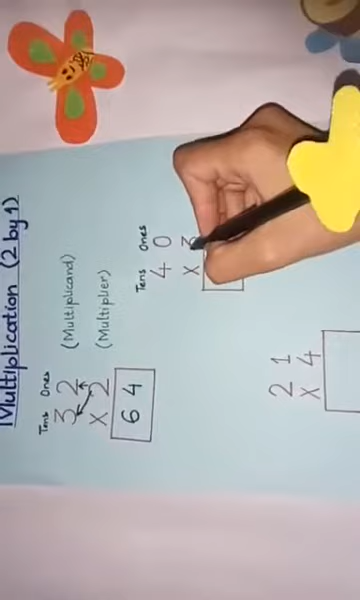 Multiplication (2 by 1)
Tens Ones
3 2 (Multiplicand)
x 2 (Multiplier)
6 4
Tens Ones
4 0
x 3
2 1
x 4